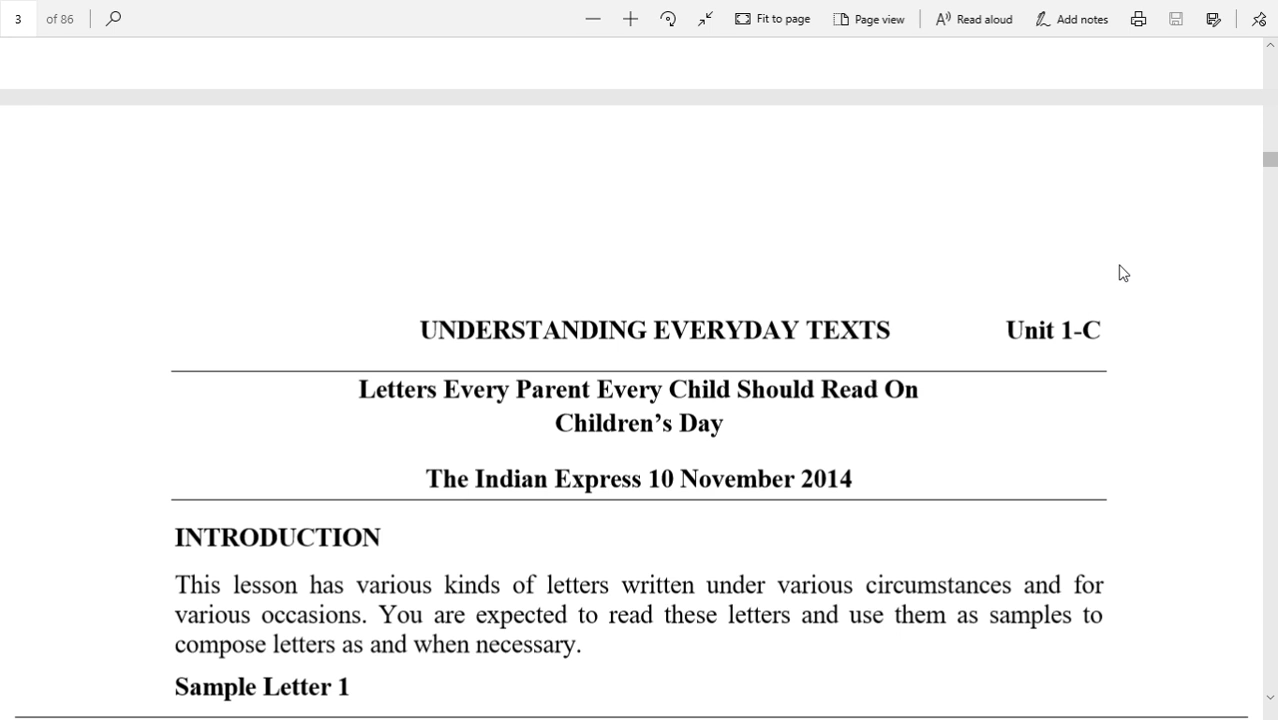 3 of 86 Fit to page Page view Read aloud Add notes
UNDERSTANDING EVERYDAY TEXTS Unit 1-C
Letters Every Parent Every Child Should Read On
Children's Day
The Indian Express 10 November 2014
INTRODUCTION
This lesson has various kinds of letters written under various circumstances and for
various occasions. You are expected to read these letters and use them as samples to
compose letters as and when necessary.
Sample Letter 1